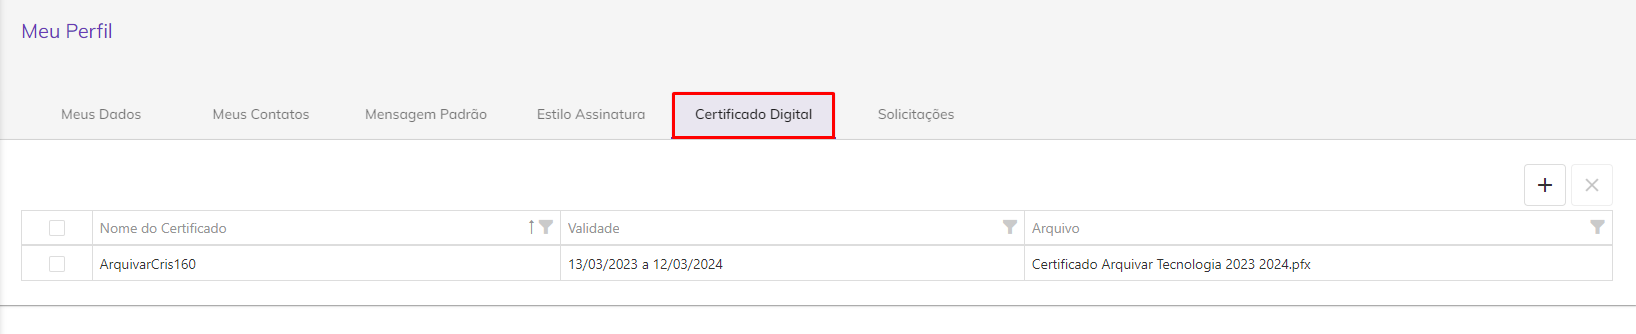 Meu Perfil
Meus Dados Meus Contatos Mensagem Padrão Estilo Assinatura Certificado Digital Solicitações
Nome do Certificado Validade Arquivo
ArquivarCris160 13/03/2023 a 12/03/2024 Certificado Arquivar Tecnologia 2023 2024.pfx